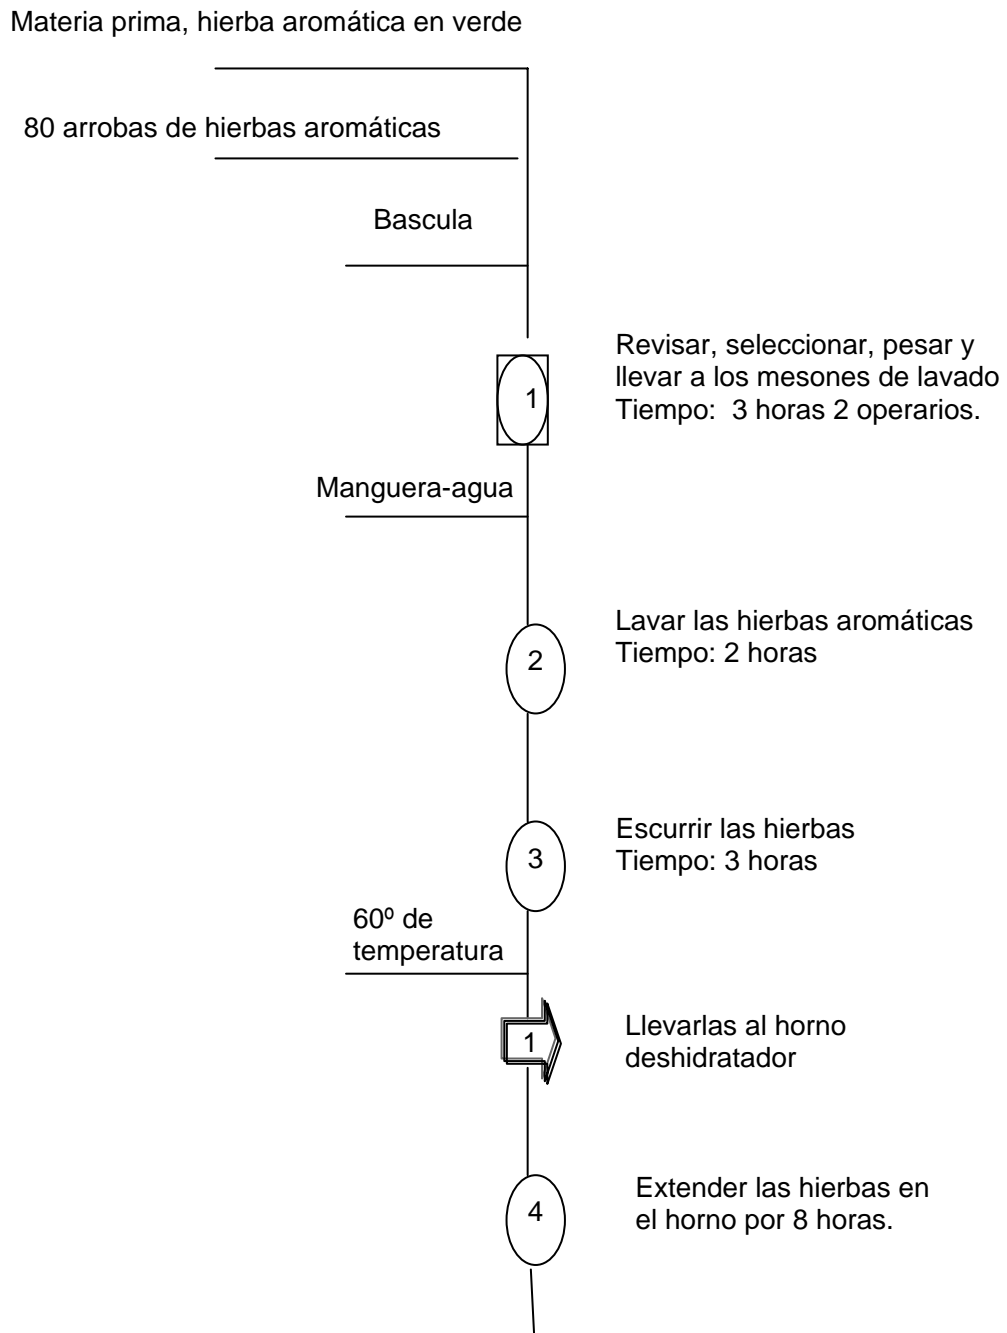 Materia prima, hierba aromática en verde
80 arrobas de hierbas aromáticas
Bascula
Revisar, seleccionar, pesar y
llevar a los mesones de lavado
Tiempo:  3 horas 2 operarios.
1
Manguera-agua
Lavar las hierbas aromáticas
Tiempo: 2 horas
2
Escurrir las hierbas
Tiempo: 3 horas
3
60º de
temperatura
1
Llevarlas al horno
deshidratador
4
Extender las hierbas en
el horno por 8 horas.